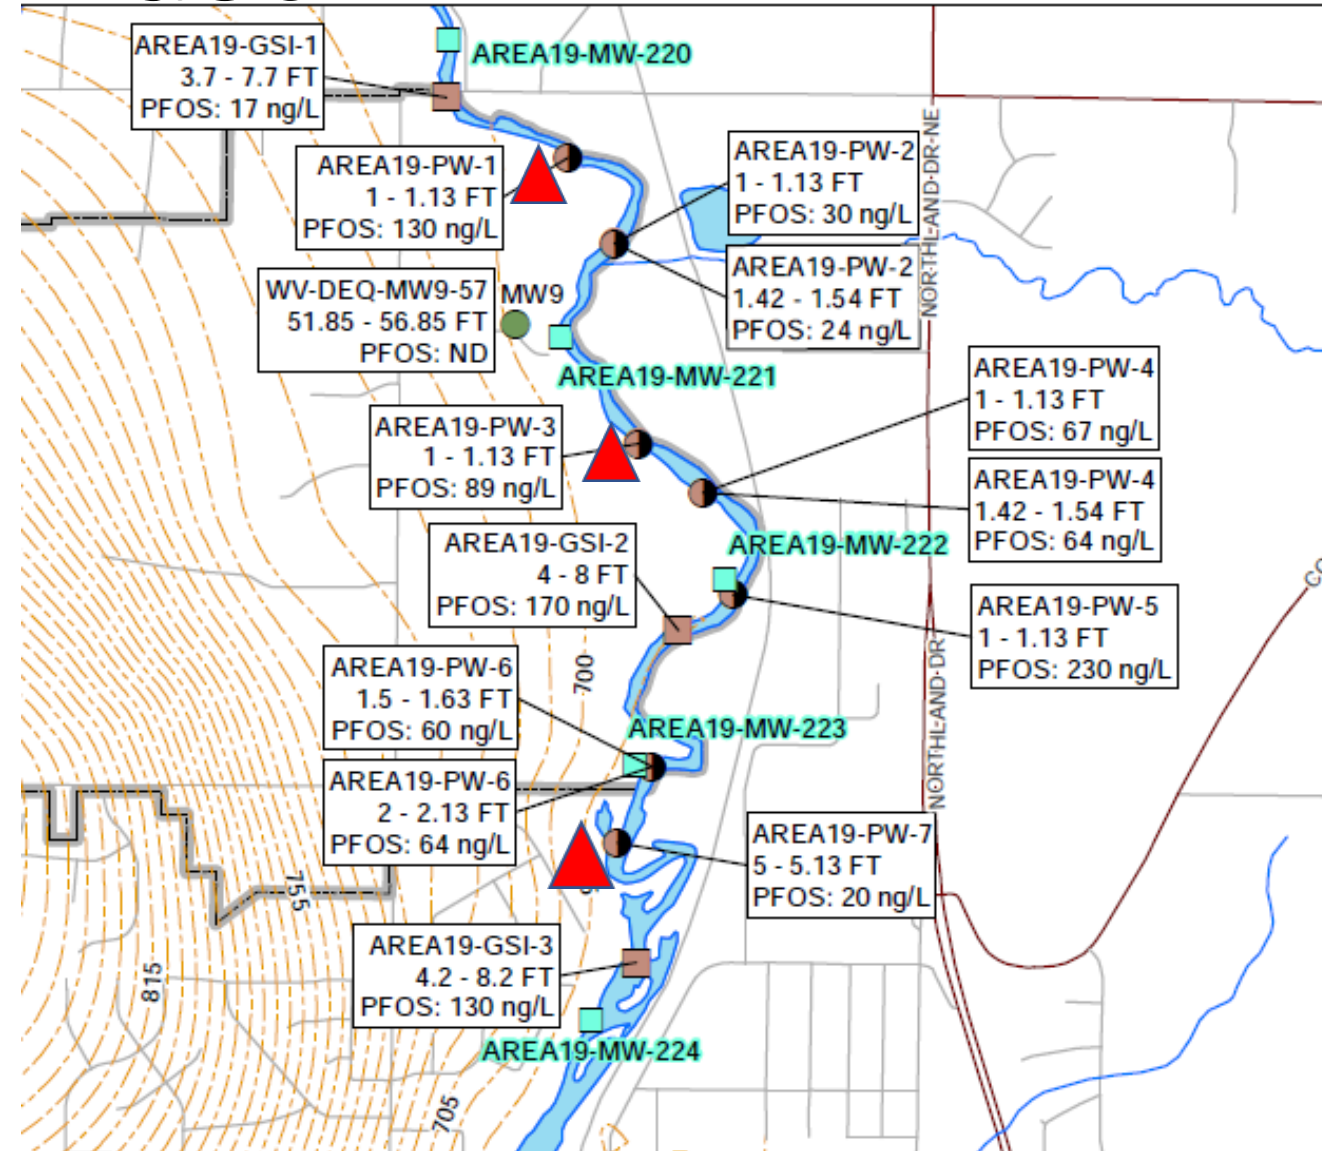 AREA19-MW-220
AREA19-GSI-1
3.7 - 7.7 FT
PFOS: 17 ng/L
AREA19-PW-1
1 - 1.13 FT
PFOS: 130 ng/L
AREA19-PW-2
1 - 1.13 FT
PFOS: 30 ng/L
NORTHLAND-DR-NE
AREA19-PW-2
1.42 - 1.54 FT
PFOS: 24 ng/L
WV-DEQ-MW9-57
51.85 - 56.85 FT
PFOS: ND
MW9
AREA19-MW-221
AREA19-PW-4
1 - 1.13 FT
PFOS: 67 ng/L
AREA19-PW-3
1 - 1.13 FT
PFOS: 89 ng/L
AREA19-PW-4
1.42 - 1.54 FT
PFOS: 64 ng/L
AREA19-GSI-2
4 - 8 FT
PFOS: 170 ng/L
AREA19-MW-222
AREA19-PW-5
1 - 1.13 FT
PFOS: 230 ng/L
AREA19-PW-6
1.5 - 1.63 FT
PFOS: 60 ng/L
700
NORTHLAND-DR
AREA19-MW-223
AREA19-PW-6
2 - 2.13 FT
PFOS: 64 ng/L
AREA19-PW-7
5 - 5.13 FT
PFOS: 20 ng/L
755
AREA19-GSI-3
4.2 - 8.2 FT
PFOS: 130 ng/L
815
AREA19-MW-224
705